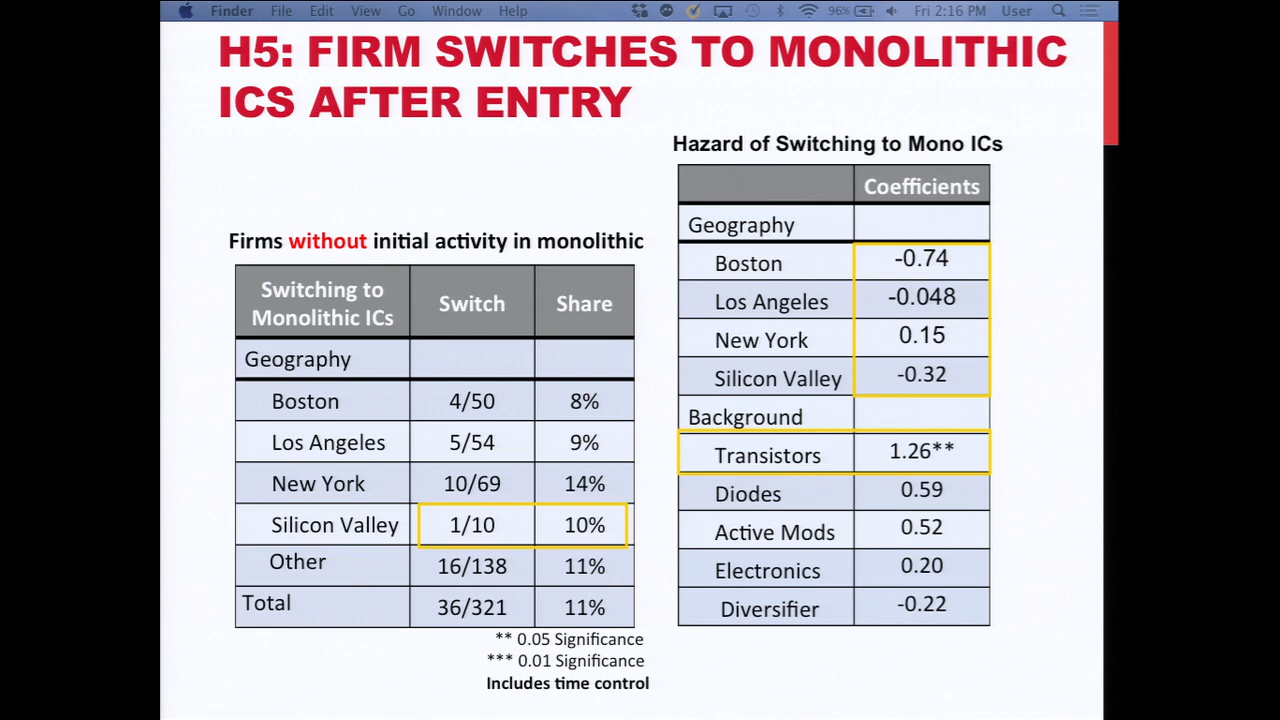 Finder File Edit View Go Window Help 96% Fri 2:16 PM User
H5: FIRM SWITCHES TO MONOLITHIC
ICS AFTER ENTRY
Firms without initial activity in monolithic
Switching to Monolithic ICs Switch Share
Geography
Boston 4/50 8%
Los Angeles 5/54 9%
New York 10/69 14%
Silicon Valley 1/10 10%
Other 16/138 11%
Total 36/321 11%
** 0.05 Significance
*** 0.01 Significance
Includes time control
Hazard of Switching to Mono ICs
Coefficients
Geography
Boston -0.74
Los Angeles -0.048
New York 0.15
Silicon Valley -0.32
Background
Transistors 1.26**
Diodes 0.59
Active Mods 0.52
Electronics 0.20
Diversifier -0.22